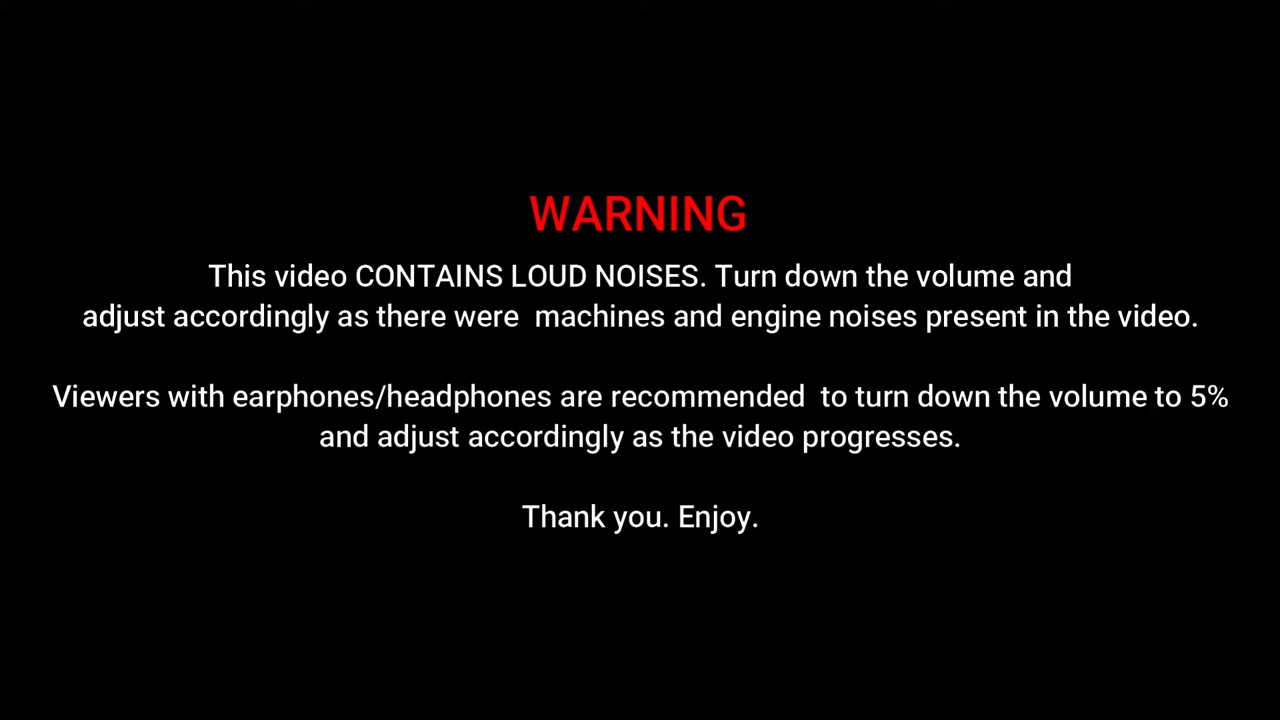 WARNING
This video CONTAINS LOUD NOISES. Turn down the volume and
adjust accordingly as there were  machines and engine noises present in the video.
Viewers with earphones/headphones are recommended  to turn down the volume to 5%
and adjust accordingly as the video progresses.
Thank you. Enjoy.